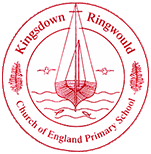 Kingsdown Ringwould
Church of England Primary School